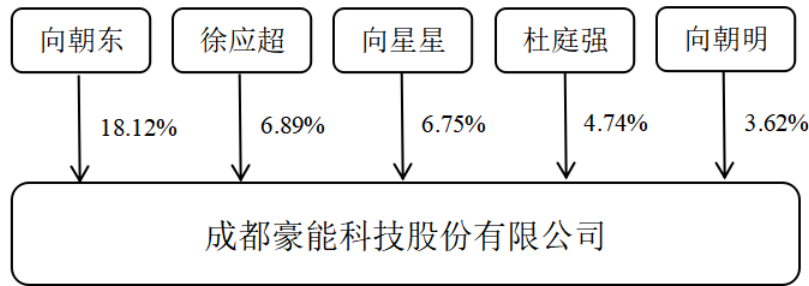 向朝东 徐应超 向星星 杜庭强 向朝明
18.12% 6.89% 6.75% 4.74% 3.62%
成都豪能科技股份有限公司